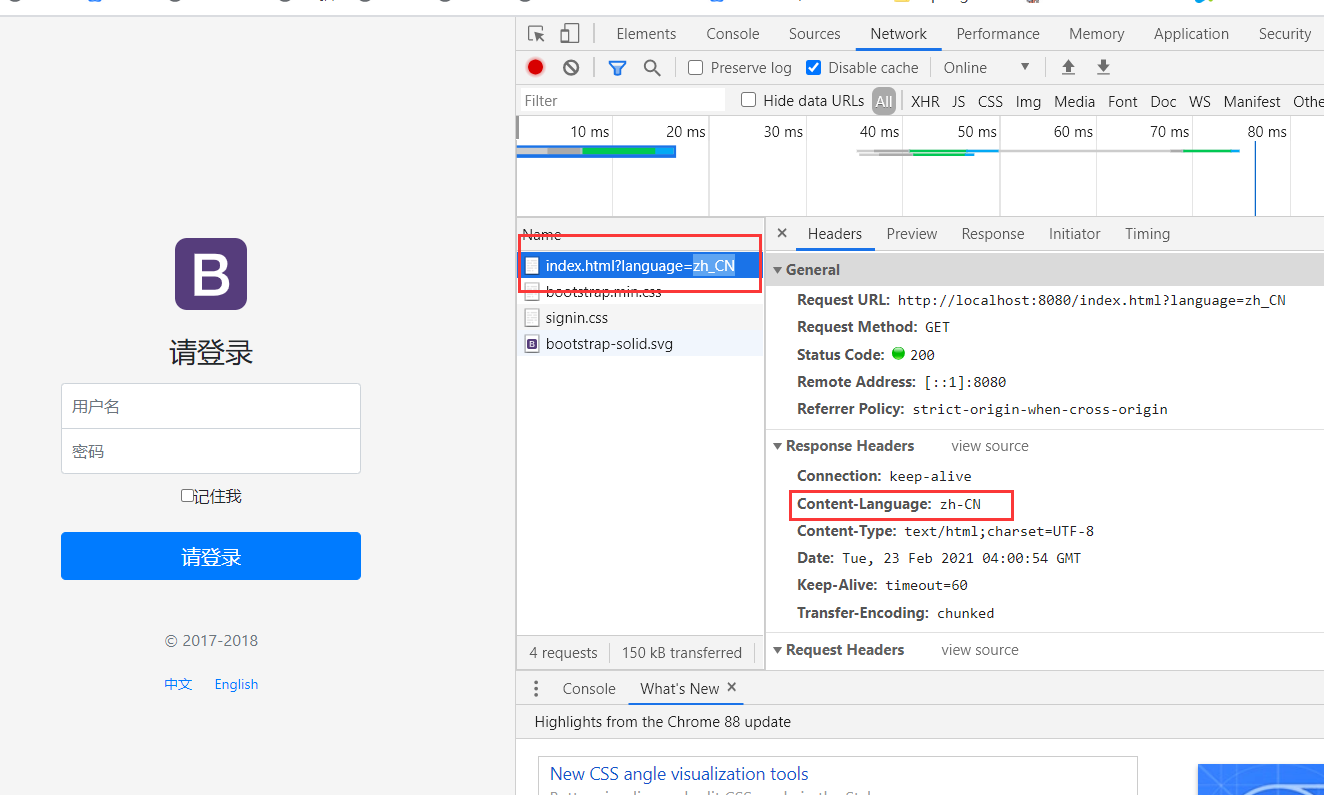 B
请登录
用户名
密码
记住我
请登录
© 2017-2018
中文 English
Elements Console Sources Network Performance Memory Application Security
Preserve log Disable cache Online
Filter Hide data URLs All XHR JS CSS Img Media Font Doc WS Manifest Othe
10 ms 20 ms 30 ms 40 ms 50 ms 60 ms 70 ms 80 ms
Name
index.html?language=zh_CN
bootstrap.min.css
signin.css
bootstrap-solid.svg
4 requests 150 kB transferred
Headers Preview Response Initiator Timing
General
Request URL: http://localhost:8080/index.html?language=zh_CN
Request Method: GET
Status Code: 200
Remote Address: [::1]:8080
Referrer Policy: strict-origin-when-cross-origin
Response Headers view source
Connection: keep-alive
Content-Language: zh-CN
Content-Type: text/html;charset=UTF-8
Date: Tue, 23 Feb 2021 04:00:54 GMT
Keep-Alive: timeout=60
Transfer-Encoding: chunked
Request Headers view source
Console What's New
Highlights from the Chrome 88 update
New CSS angle visualization tools